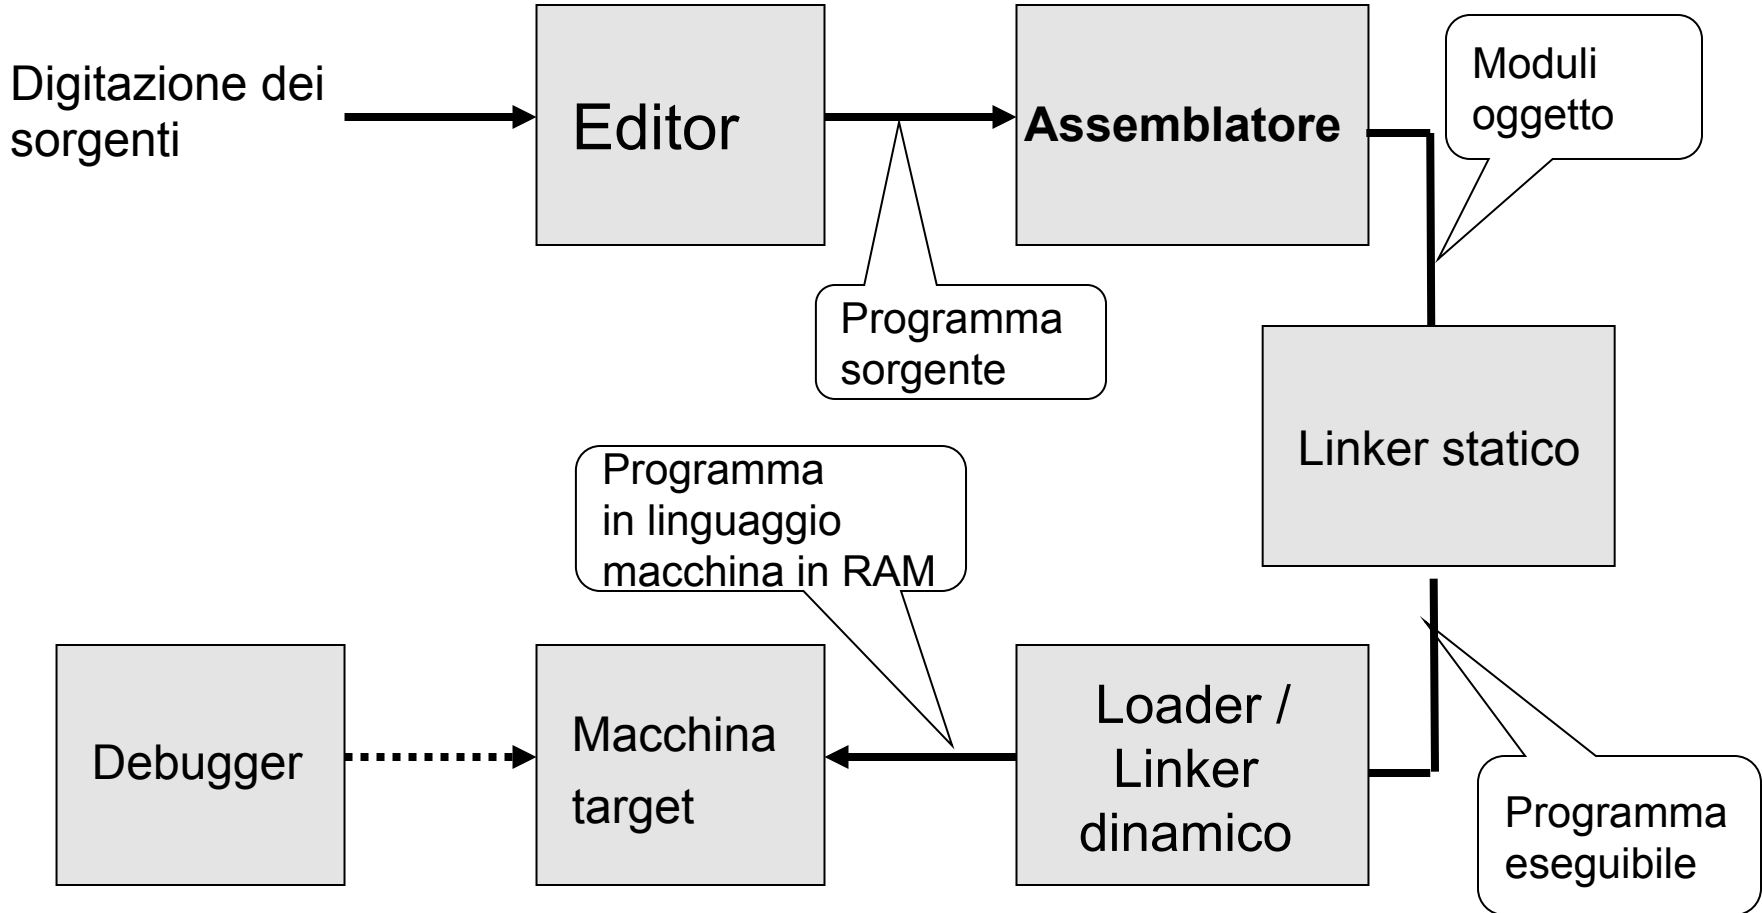 Digitazione dei
sorgenti
Editor
Assemblatore
Moduli
oggetto
Programma
sorgente
Linker statico
Programma
in linguaggio
macchina in RAM
Debugger
Macchina
target
Loader /
Linker
dinamico
Programma
eseguibile